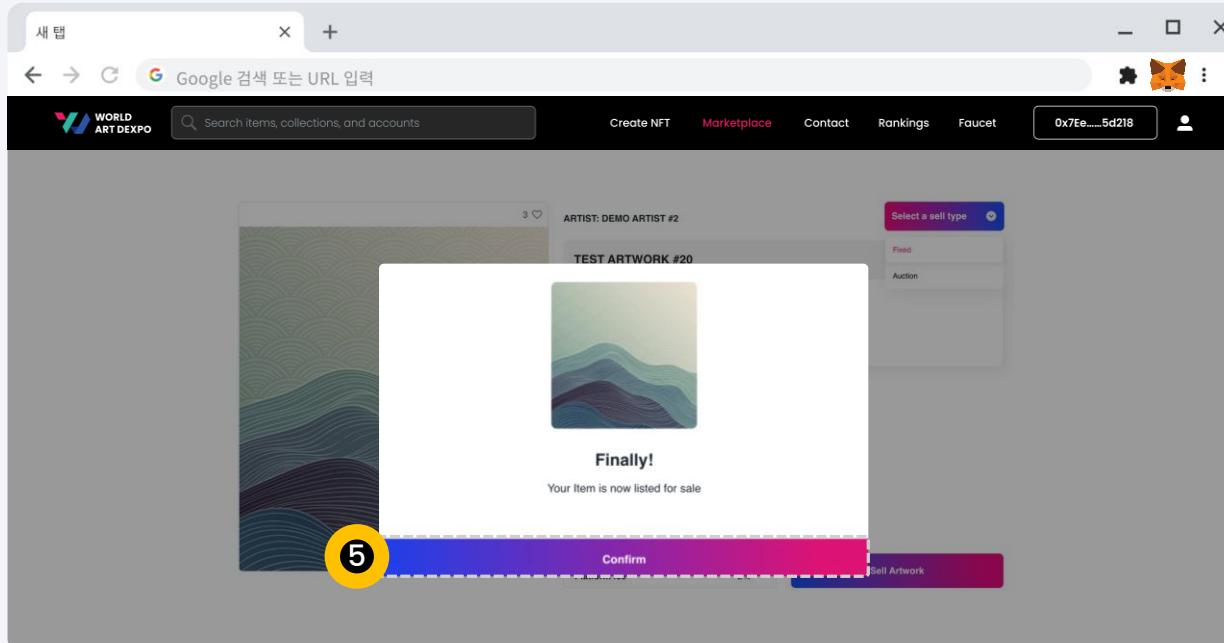 새 탭
Google 검색 또는 URL 입력
WORLD
ART DEXPO
Search items, collections, and accounts
Create NFT
Marketplace
Contact
Rankings
Faucet
0x7Ee......5d218
3
ARTIST: DEMO ARTIST #2
Select a sell type
TEST ARTWORK #20
Fixed
Auction
Finally!
Your Item is now listed for sale
5
Confirm
Sell Artwork